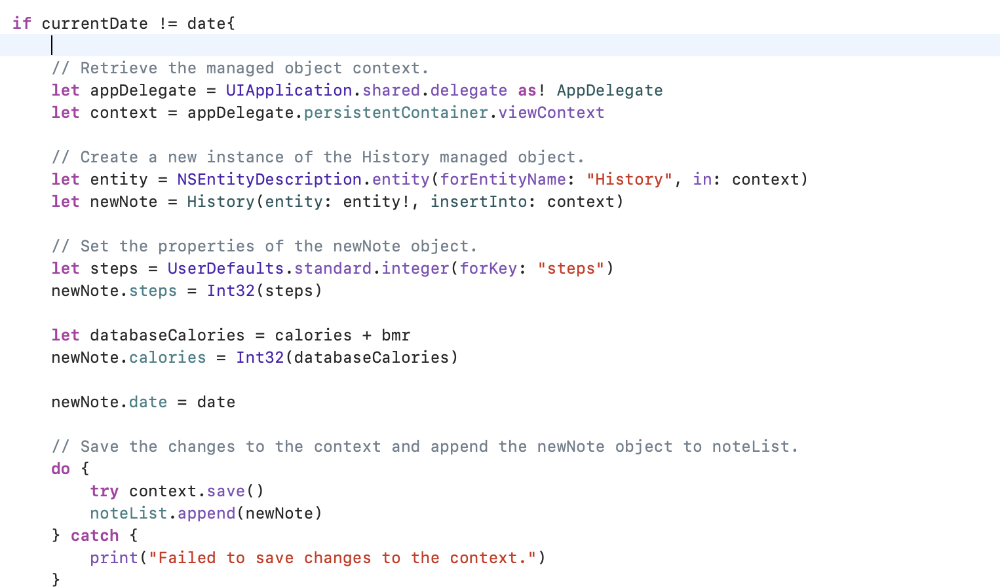 if currentDate != date{
// Retrieve the managed object context.
let appDelegate = UIApplication.shared.delegate as! AppDelegate
let context = appDelegate.persistentContainer.viewContext
// Create a new instance of the History managed object.
let entity = NSEntityDescription.entity(forEntityName: "History", in: context)
let newNote = History(entity: entity!, insertInto: context)
// Set the properties of the newNote object.
let steps = UserDefaults.standard.integer(forKey: "steps")
newNote.steps = Int32(steps)
let databaseCalories = calories + bmr
newNote.calories = Int32(databaseCalories)
newNote.date = date
// Save the changes to the context and append the newNote object to noteList.
do {
try context.save()
noteList.append(newNote)
} catch {
print("Failed to save changes to the context.")
}